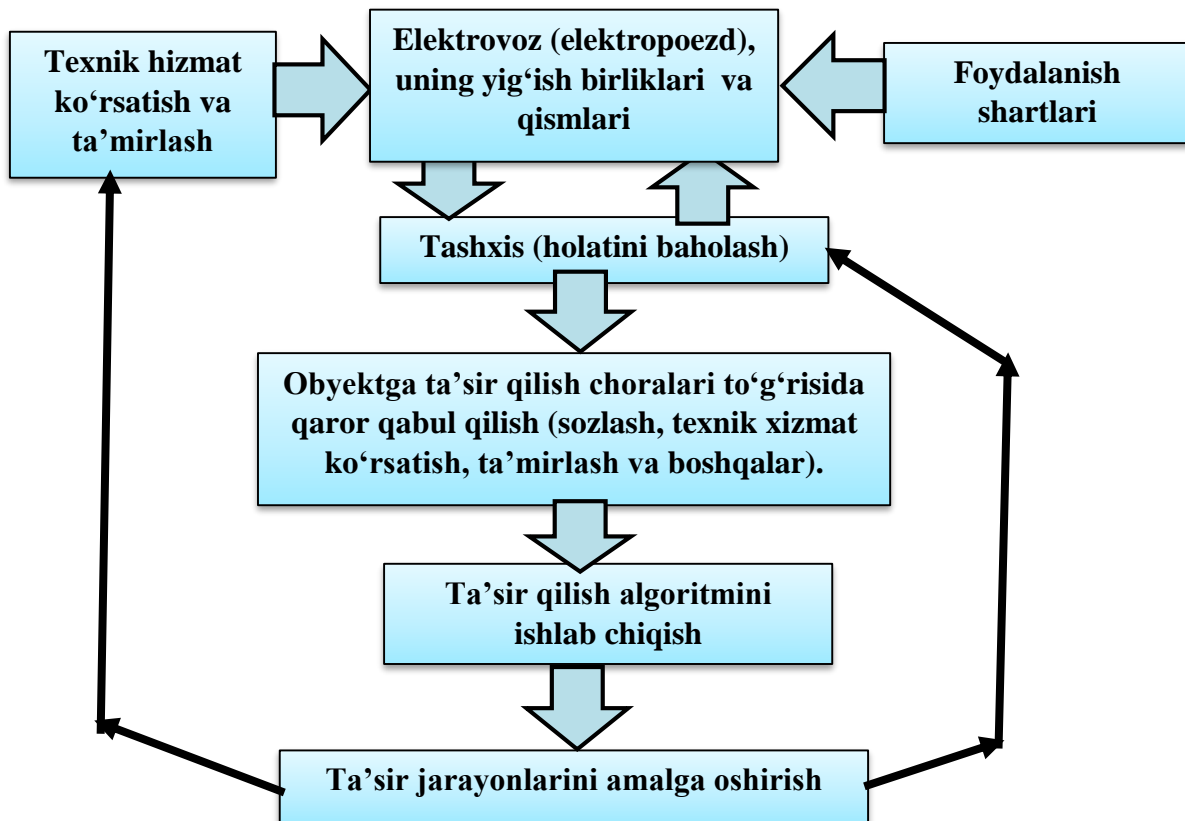 Texnik hizmat
ko‘rsatish va
ta’mirlash
Elektrovoz (elektropoezd),
uning yig‘ish birliklari va
qismlari
Foydalanish
shartlari
Tashxis (holatini baholash)
Obyektga ta’sir qilish choralari to‘g‘risida
qaror qabul qilish (sozlash, texnik xizmat
ko‘rsatish, ta’mirlash va boshqalar).
Ta’sir qilish algoritmini
ishlab chiqish
Ta’sir jarayonlarini amalga oshirish